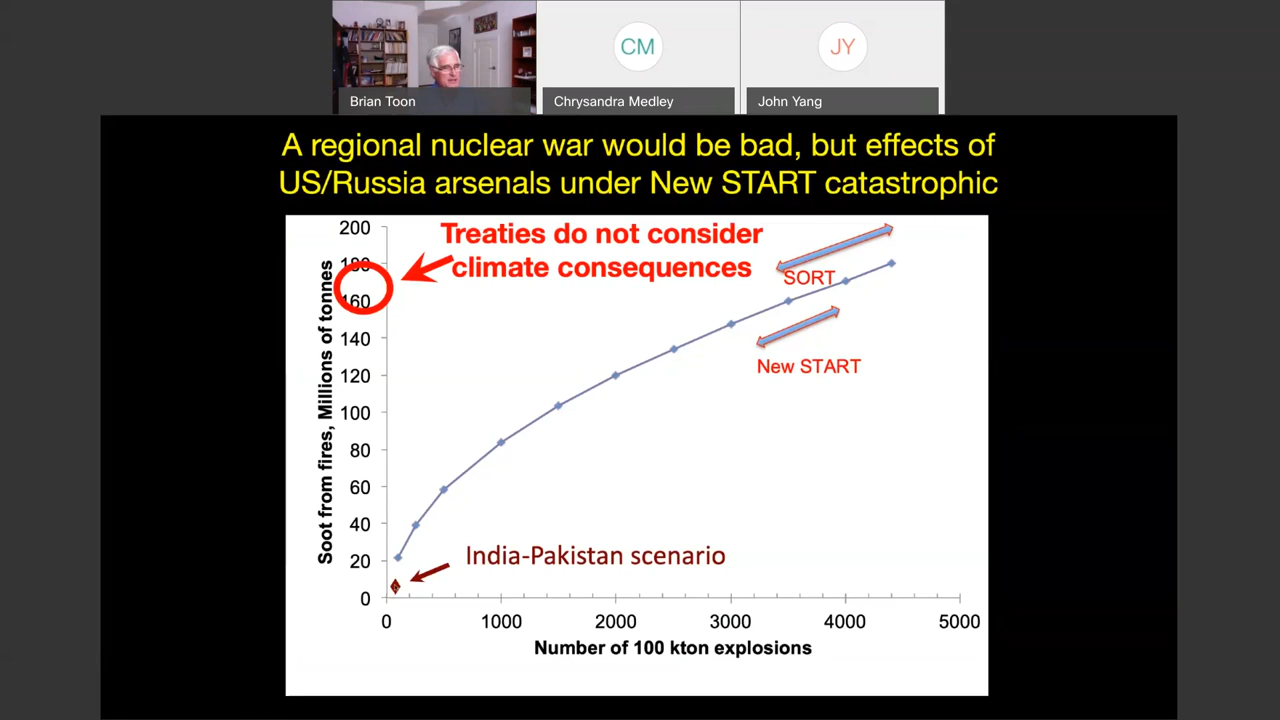 CM
JY
Brian Toon
Chrysandra Medley
John Yang
A regional nuclear war would be bad, but effects of
US/Russia arsenals under New START catastrophic
Treaties do not consider
climate consequences
SORT
New START
India-Pakistan scenario
Soot from fires, Millions of tonnes
200
180
160
140
120
100
80
60
40
20
0
0 1000 2000 3000 4000 5000
Number of 100 kton explosions